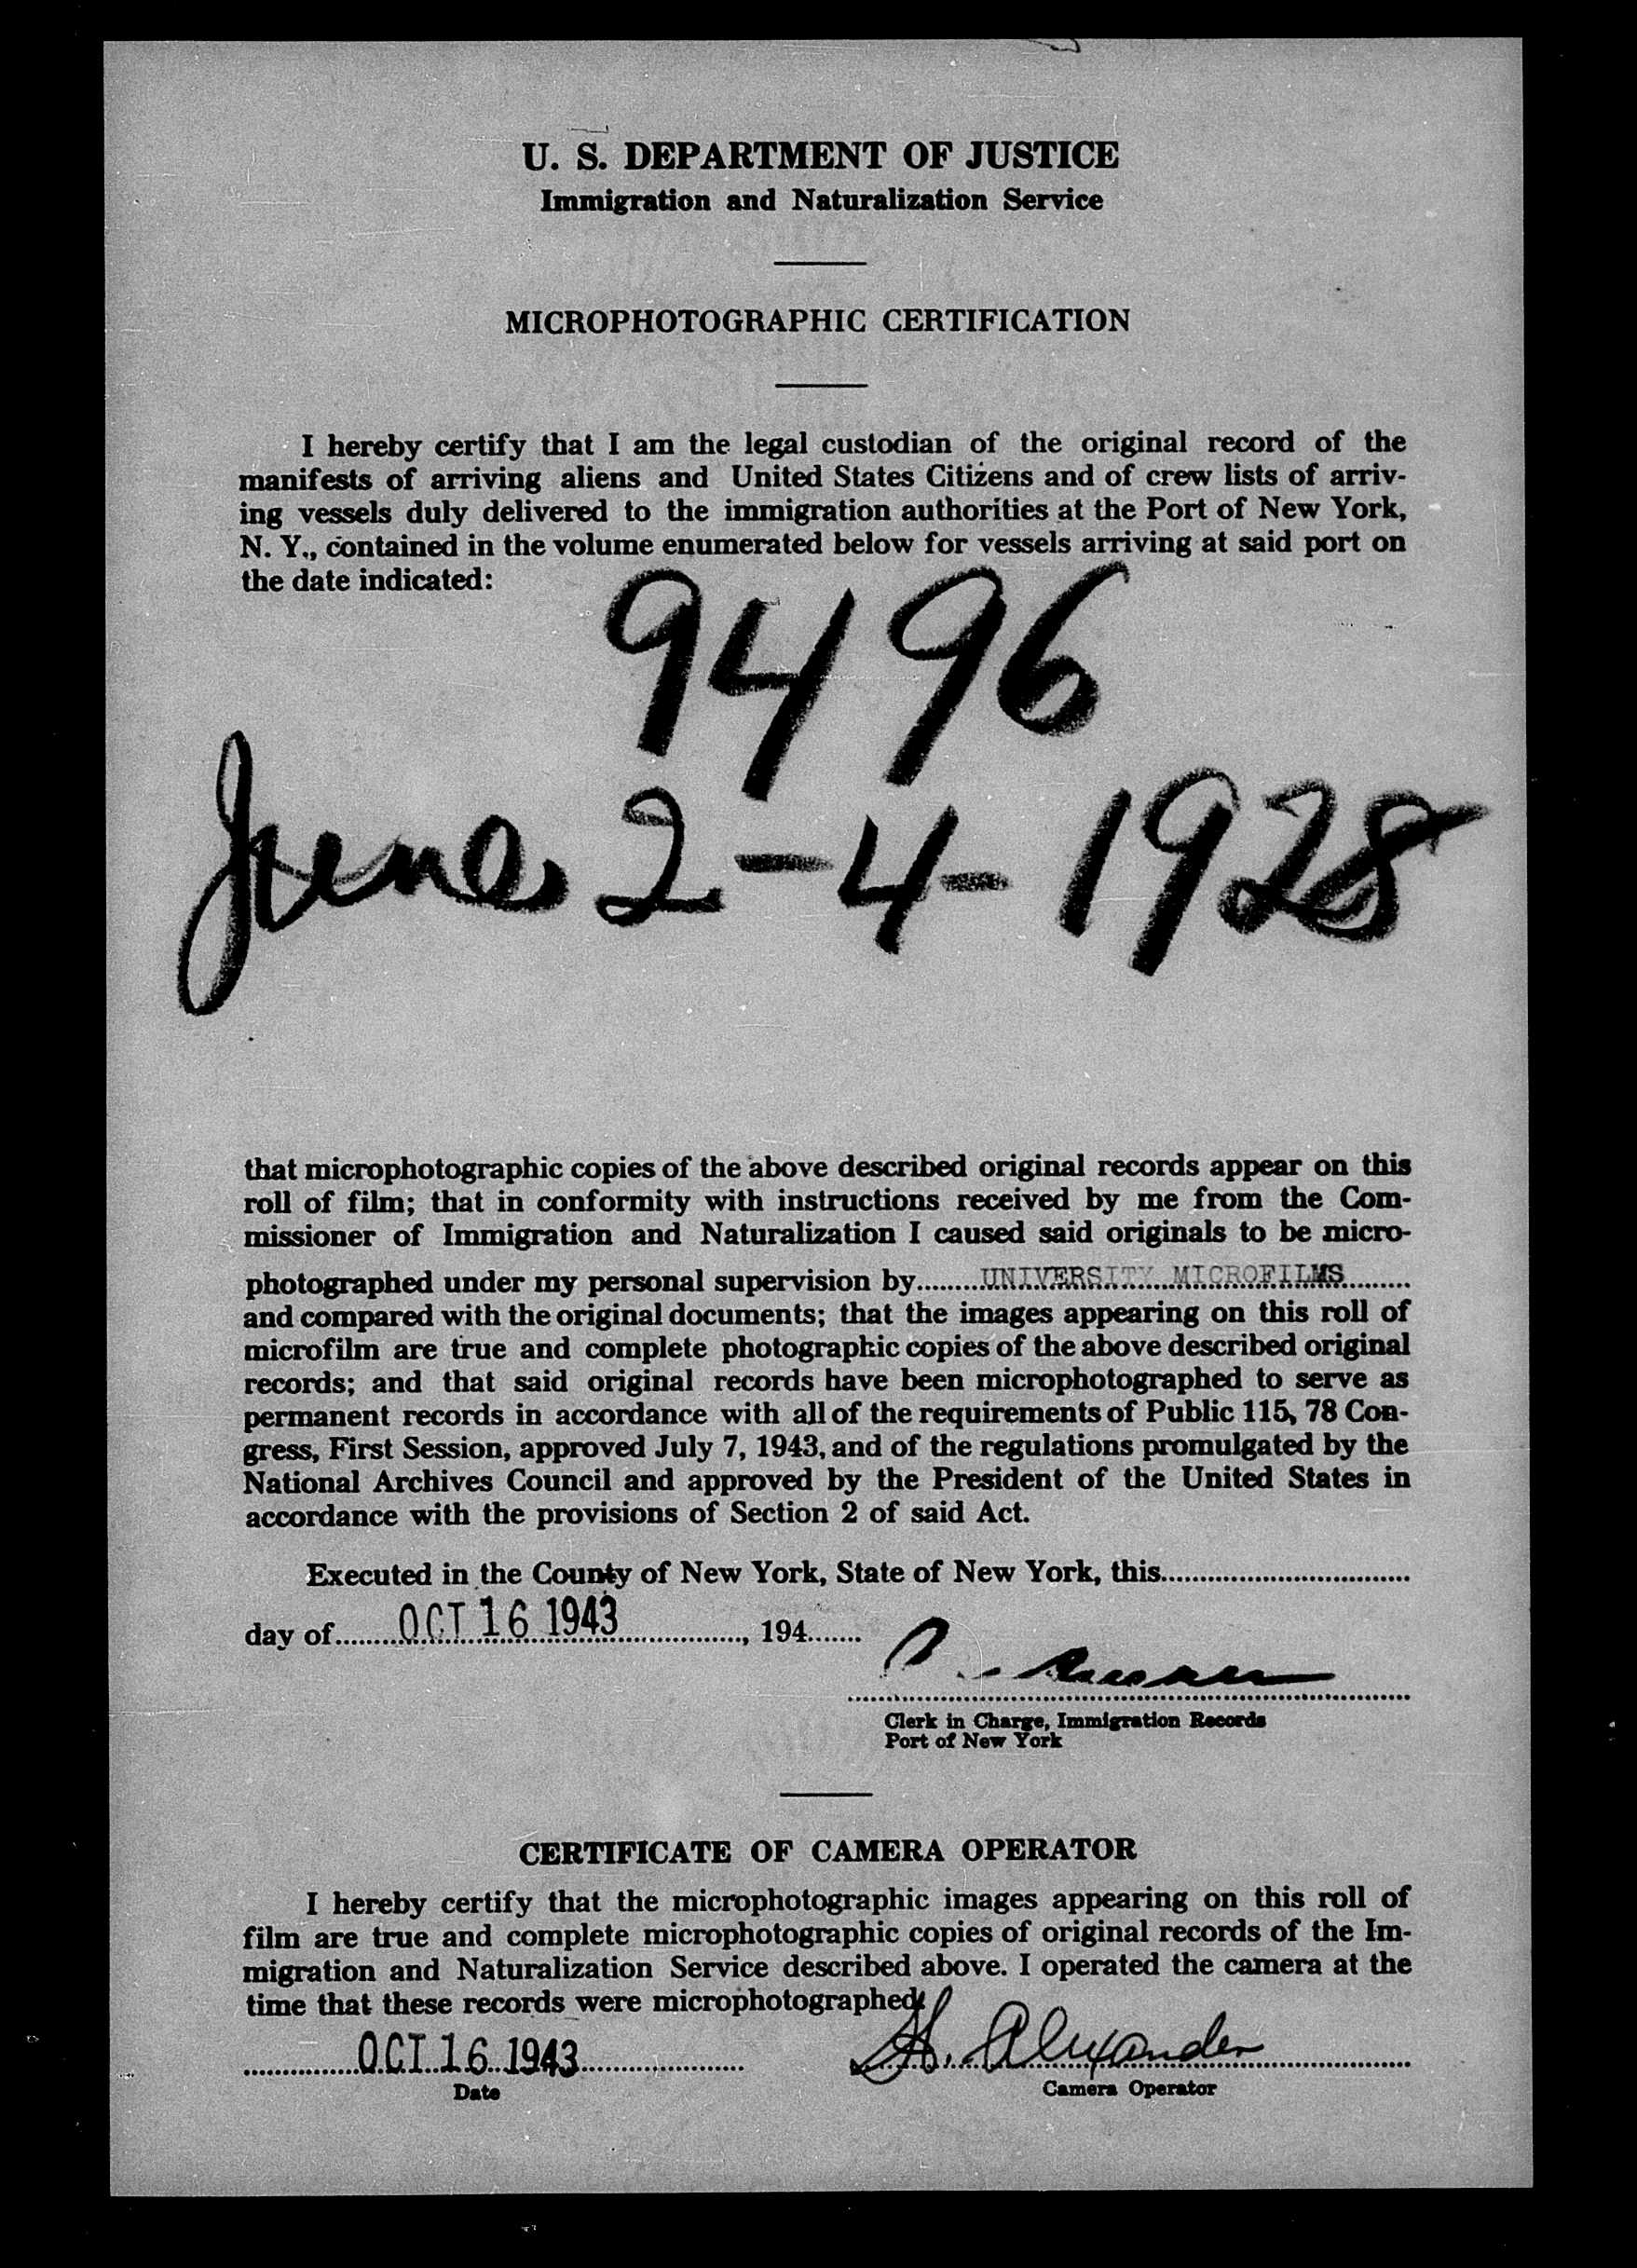 U. S. DEPARTMENT OF JUSTICE
Immigration and Naturalization Service
MICROPHOTOGRAPHIC CERTIFICATION
I hereby certify that I am the legal custodian of the original record of the
manifests of arriving aliens and United States Citizens and of crew lists of arriv-
ing vessels duly delivered to the immigration authorities at the Port of New York,
N. Y., contained in the volume enumerated below for vessels arriving at said port on
the date indicated:
9496
June 2-4-1928
that microphotographic copies of the above described original records appear on this
roll of film; that in conformity with instructions received by me from the Com-
missioner of Immigration and Naturalization I caused said originals to be micro-
photographed under my personal supervision by UNIVERSITY MICROFILMS
and compared with the original documents; that the images appearing on this roll of
microfilm are true and complete photographic copies of the above described original
records; and that said original records have been microphotographed to serve as
permanent records in accordance with all of the requirements of Public 115, 78 Con-
gress, First Session, approved July 7, 1943, and of the regulations promulgated by the
National Archives Council and approved by the President of the United States in
accordance with the provisions of Section 2 of said Act.
Executed in the County of New York, State of New York, this
day of OCT 16 1943, 194
Clerk in Charge, Immigration Records
Port of New York
CERTIFICATE OF CAMERA OPERATOR
I hereby certify that the microphotographic images appearing on this roll of
film are true and complete microphotographic copies of original records of the Im-
migration and Naturalization Service described above. I operated the camera at the
time that these records were microphotographed.
OCT 16 1943 H. Alexander
Date Camera Operator